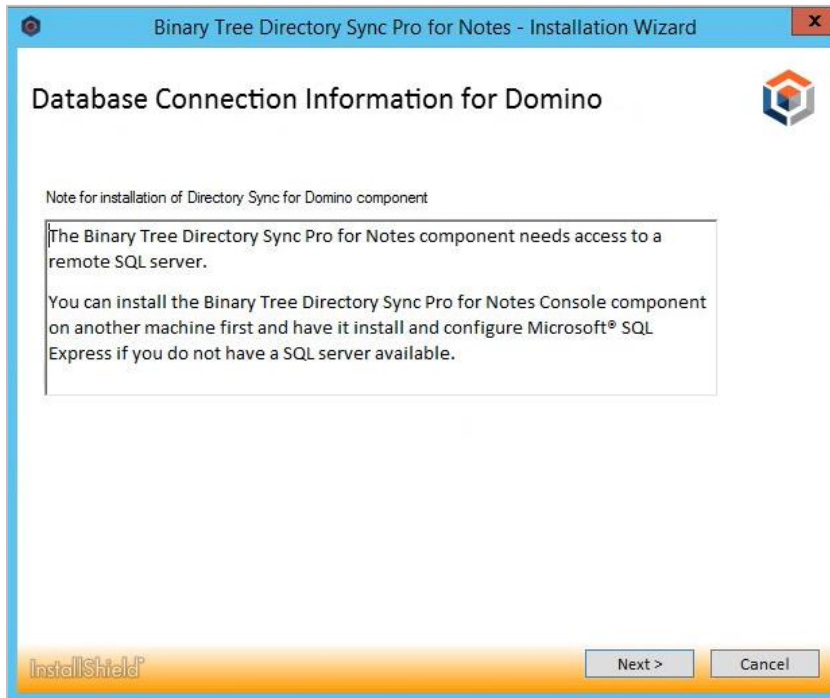 Binary Tree Directory Sync Pro for Notes - Installation Wizard
x
Database Connection Information for Domino
Note for installation of Directory Sync for Domino component
The Binary Tree Directory Sync Pro for Notes component needs access to a
remote SQL server.
You can install the Binary Tree Directory Sync Pro for Notes Console component
on another machine first and have it install and configure Microsoft® SQL
Express if you do not have a SQL server available.
InstallShield®
Next >
Cancel